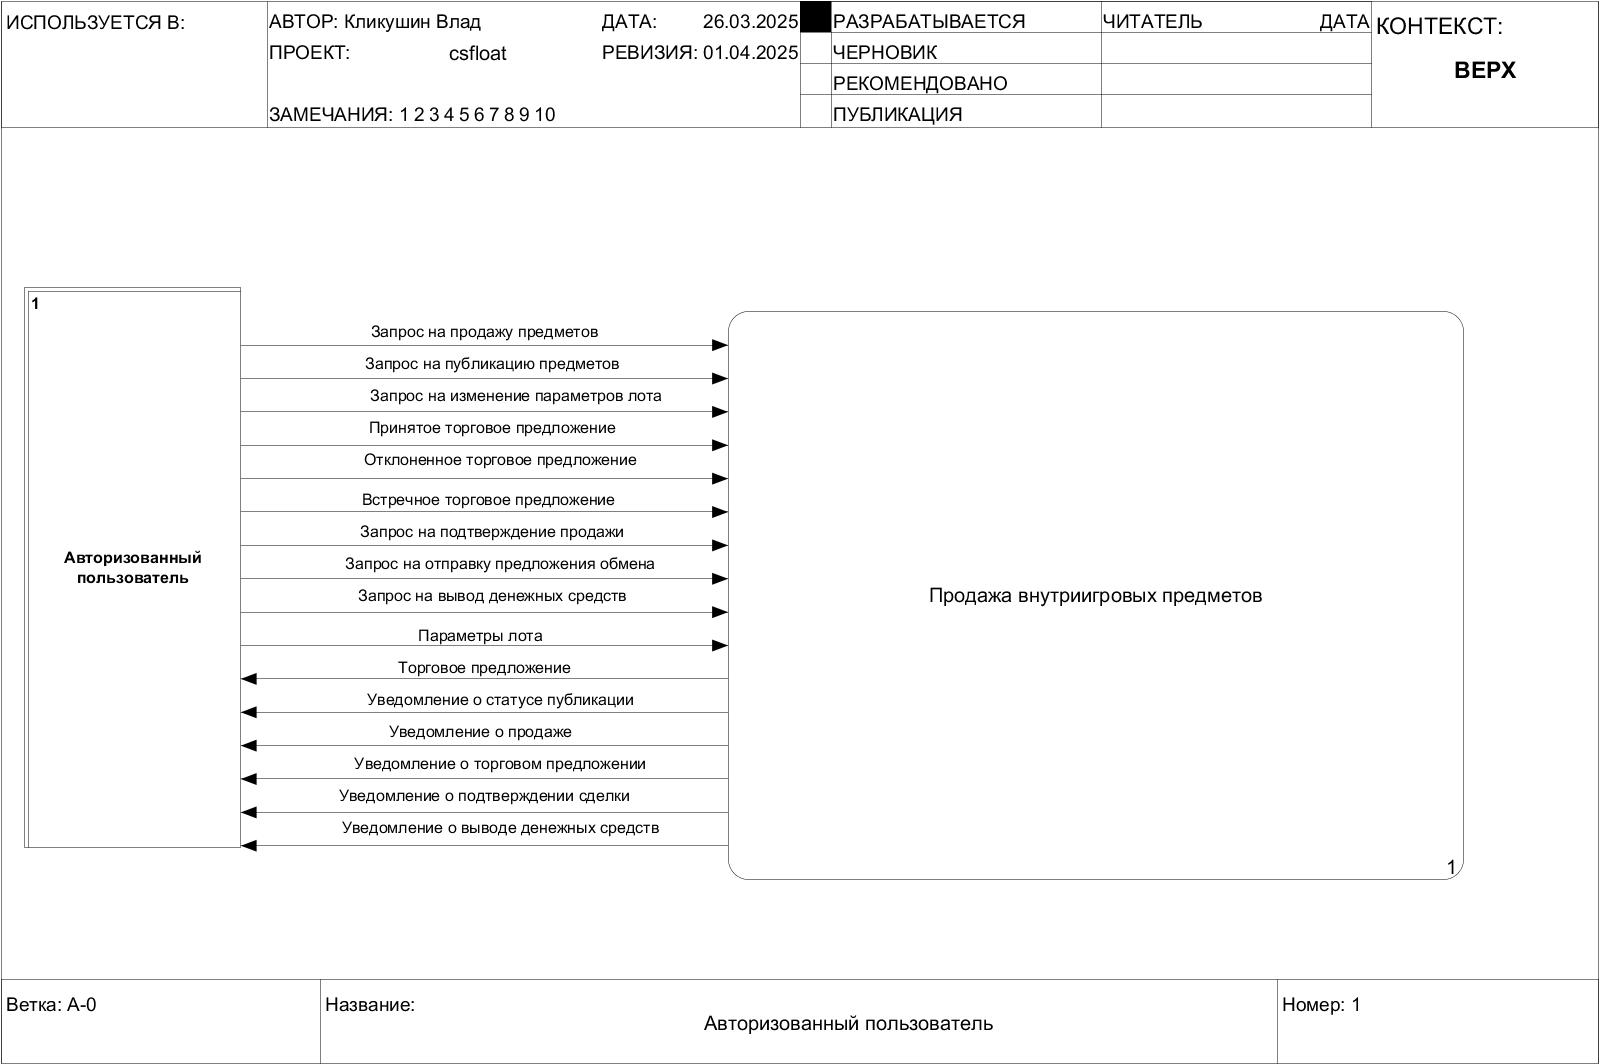 ИСПОЛЬЗУЕТСЯ В:
АВТОР: Кликушин Влад
ДАТА: 26.03.2025
ПРОЕКТ: csfloat
РЕВИЗИЯ: 01.04.2025
ЗАМЕЧАНИЯ: 1 2 3 4 5 6 7 8 9 10
РАЗРАБАТЫВАЕТСЯ
ЧЕРНОВИК
РЕКОМЕНДОВАНО
ПУБЛИКАЦИЯ
ЧИТАТЕЛЬ
ДАТА
КОНТЕКСТ:
ВЕРХ
1
Авторизованный
пользователь
Запрос на продажу предметов
Запрос на публикацию предметов
Запрос на изменение параметров лота
Принятое торговое предложение
Отклоненное торговое предложение
Встречное торговое предложение
Запрос на подтверждение продажи
Запрос на отправку предложения обмена
Запрос на вывод денежных средств
Параметры лота
Торговое предложение
Уведомление о статусе публикации
Уведомление о продаже
Уведомление о торговом предложении
Уведомление о подтверждении сделки
Уведомление о выводе денежных средств
Продажа внутриигровых предметов
1
Ветка: A-0
Название:
Авторизованный пользователь
Номер: 1